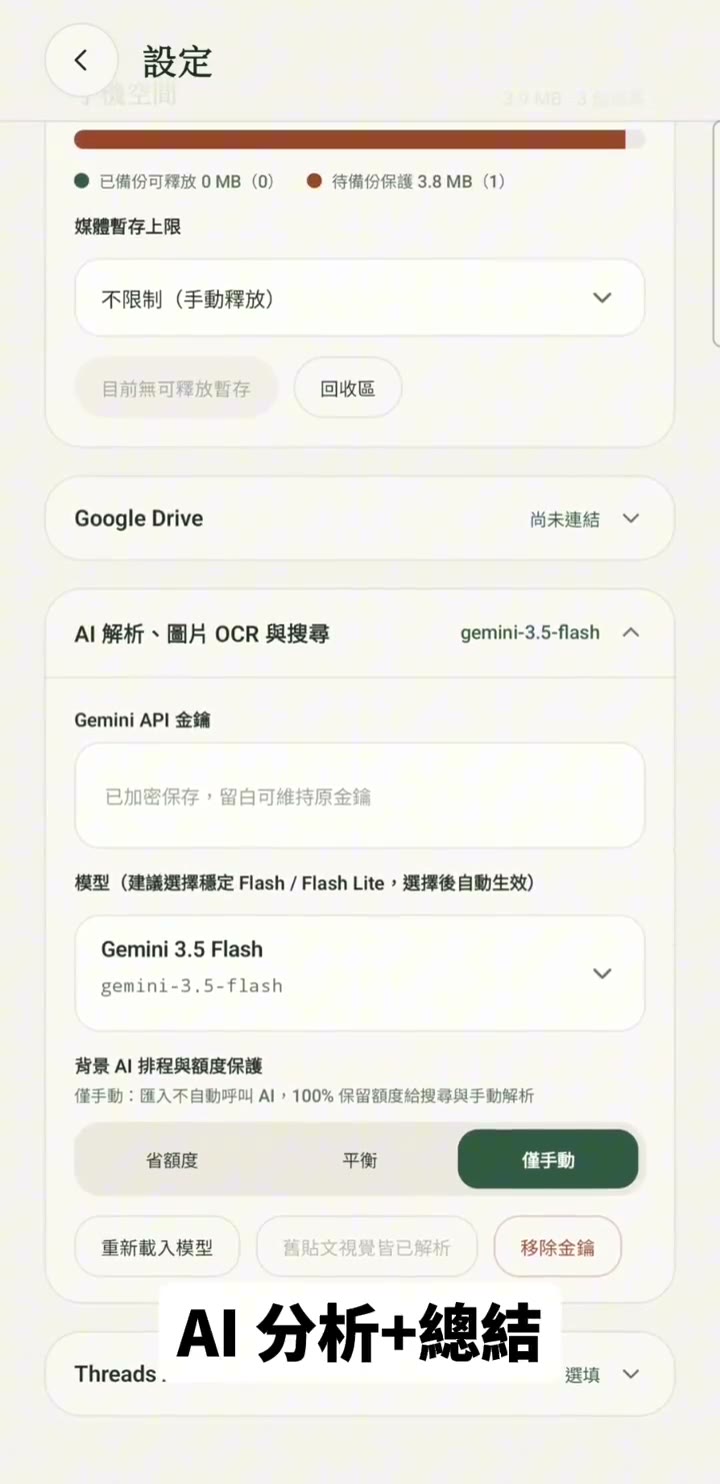 設定
手機空間
3.9 MB · 3
已備份可釋放 0 MB（0）
待備份保護 3.8 MB（1）
媒體暫存上限
不限制（手動釋放）
目前無可釋放暫存
回收區
Google Drive
尚未連結
AI 解析、圖片 OCR 與搜尋
gemini-3.5-flash
Gemini API 金鑰
已加密保存，留白可維持原金鑰
模型（建議選擇穩定 Flash / Flash Lite，選擇後自動生效）
Gemini 3.5 Flash
gemini-3.5-flash
背景 AI 排程與額度保護
僅手動：匯入不自動呼叫 AI，100% 保留額度給搜尋與手動解析
省額度
平衡
僅手動
重新載入模型
舊貼文視覺皆已解析
移除金鑰
AI 分析+總結
Threads
選填